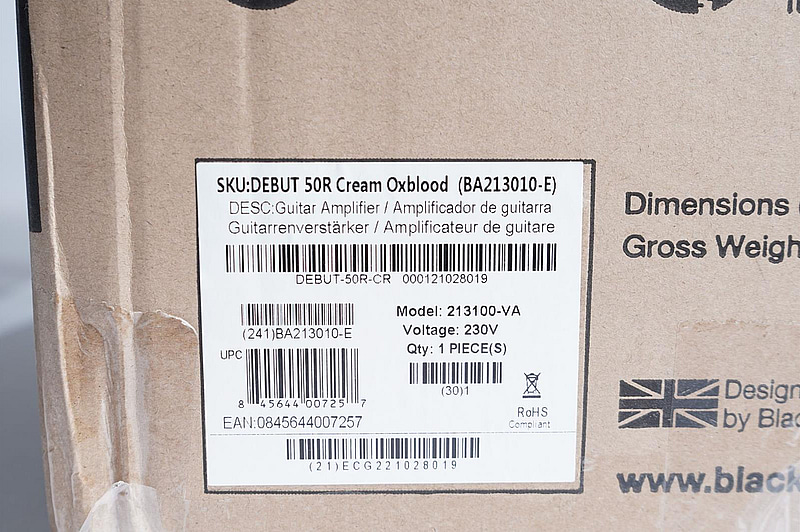 SKU:DEBUT 50R Cream Oxblood (BA213010-E)
DESC:Guitar Amplifier / Amplificador de guitarra
Guitarrenverstärker / Amplificateur de guitare
DEBUT-50R-CR 000121028019
(241)BA213010-E
Model: 213100-VA
Voltage: 230V
Qty: 1 PIECE(S)
(30)1
UPC
8 45644 00725 7
EAN:0845644007257
RoHS
Compliant
(21)ECG221028019
Dimensions
Gross Weigh
Design
by Blac
www.black